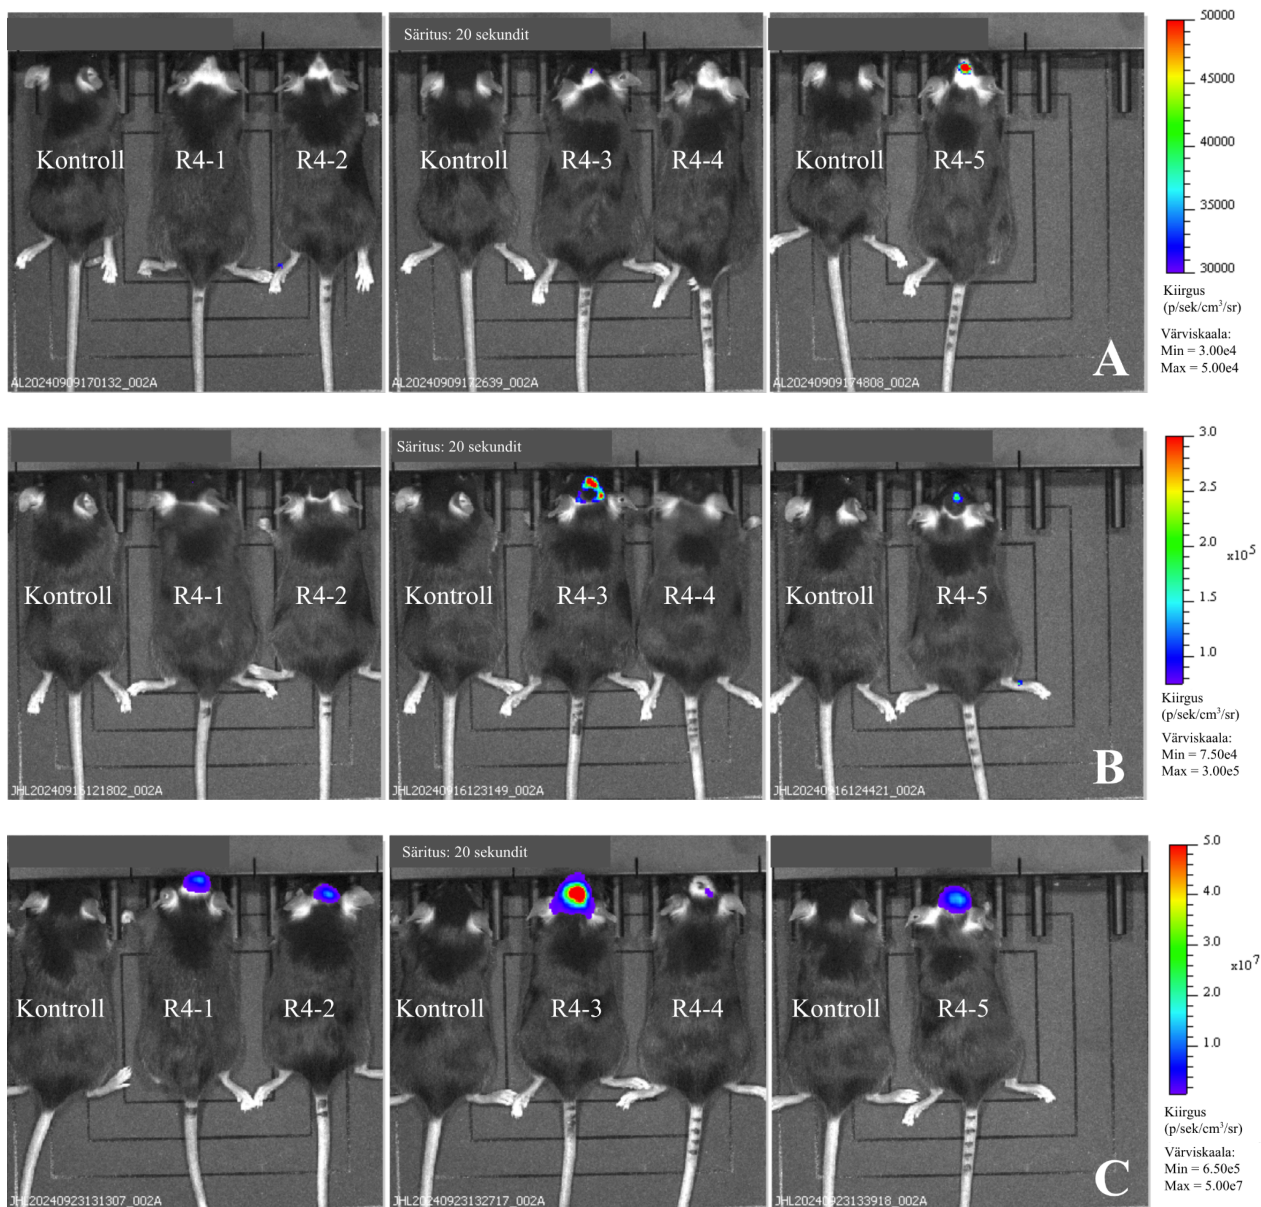 Säritus: 20 sekundit
Kontroll R4-1 R4-2 Kontroll R4-3 R4-4 Kontroll R4-5
A
AL20240909170132_002A AL20240909172639_002A AL20240909174808_002A
50000
45000
40000
35000
30000
Kiirgus
(p/sek/cm³/sr)
Värviskaala:
Min = 3.00e4
Max = 5.00e4
Säritus: 20 sekundit
Kontroll R4-1 R4-2 Kontroll R4-3 R4-4 Kontroll R4-5
B
JHL20240916121802_002A JHL20240916123149_002A JHL20240916124421_002A
3.0
2.5
2.0
x10⁵
1.5
1.0
Kiirgus
(p/sek/cm³/sr)
Värviskaala:
Min = 7.50e4
Max = 3.00e5
Säritus: 20 sekundit
Kontroll R4-1 R4-2 Kontroll R4-3 R4-4 Kontroll R4-5
C
JHL20240923131307_002A JHL20240923132717_002A JHL20240923133918_002A
5.0
4.0
3.0
x10⁷
2.0
1.0
Kiirgus
(p/sek/cm³/sr)
Värviskaala:
Min = 6.50e5
Max = 5.00e7